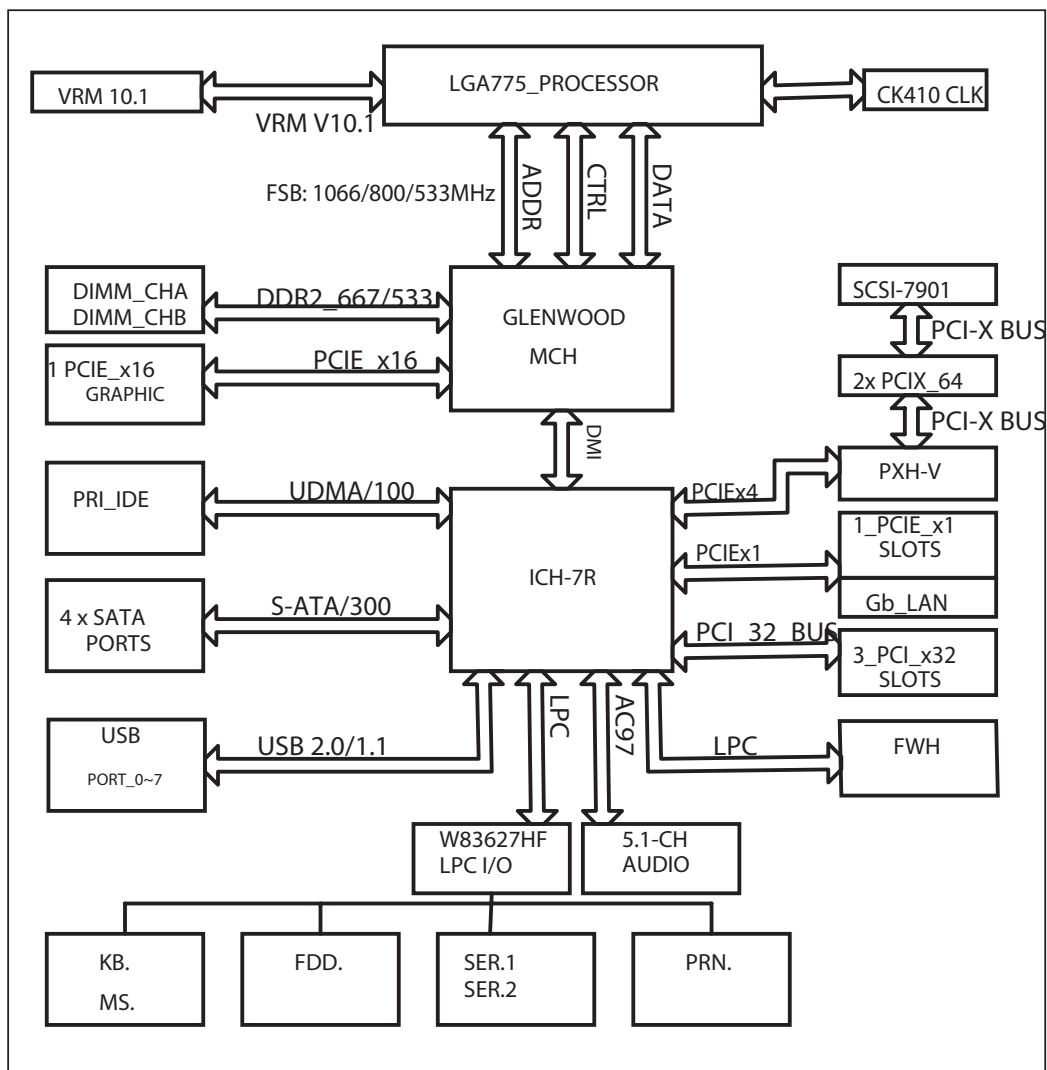 LGA775_PROCESSOR
VRM 10.1
CK410 CLK
VRM V10.1
ADDR
CTRL
DATA
FSB: 1066/800/533MHz
DIMM_CHA
DIMM_CHB
DDR2_667/533
GLENWOOD
MCH
SCSI-7901
PCI-X BUS
1 PCIE_x16
GRAPHIC
PCIE_x16
2x PCIX_64
PCI-X BUS
DMI
PXH-V
PRI_IDE
UDMA/100
PCIEx4
ICH-7R
PCIEx1
1_PCIE_x1
SLOTS
Gb_LAN
4 x SATA
PORTS
S-ATA/300
PCI_32_BUS
3_PCI_x32
SLOTS
USB
PORT_0~7
USB 2.0/1.1
LPC
AC97
LPC
FWH
W83627HF
LPC I/O
5.1-CH
AUDIO
KB.
MS.
FDD.
SER.1
SER.2
PRN.